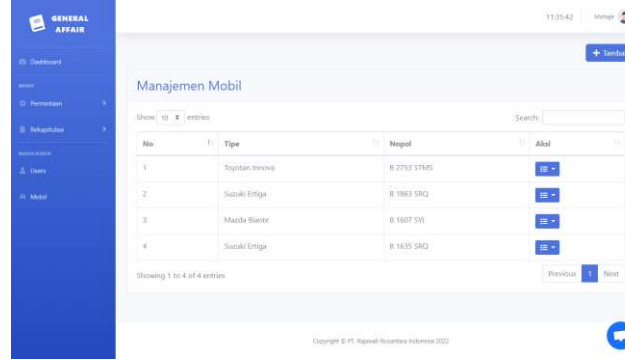 GENERAL
AFFAIR
11:35:42
Dashboard
+ Tamba
Manajemen Mobil
Permintaan
Show 10 entries
Search:
Rekapitulasi
No Tipe Nopol Aksi
Users
1 Toyotan Innova B 2753 STMS
Mobil
2 Suzuki Ertiga B 1863 SRQ
3 Mazda Biante B 1607 SYI
4 Suzuki Ertiga B 1635 SRQ
Showing 1 to 4 of 4 entries
Previous 1 Next
Copyright © PT. Rajawali Nusantara Indonesia 2022